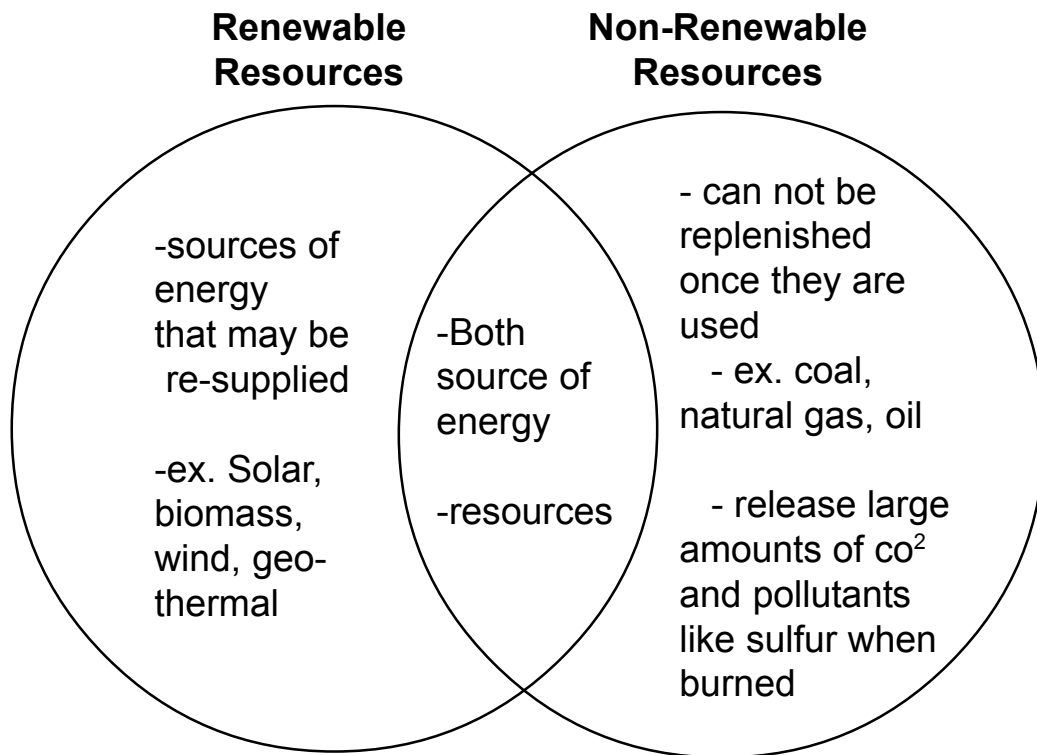 Renewable
Resources
Non-Renewable
Resources
-sources of
energy
that may be
re-supplied
-ex. Solar,
biomass,
wind, geo-
thermal
-Both
source of
energy
-resources
- can not be
replenished
once they are
used
- ex. coal,
natural gas, oil
- release large
amounts of co²
and pollutants
like sulfur when
burned